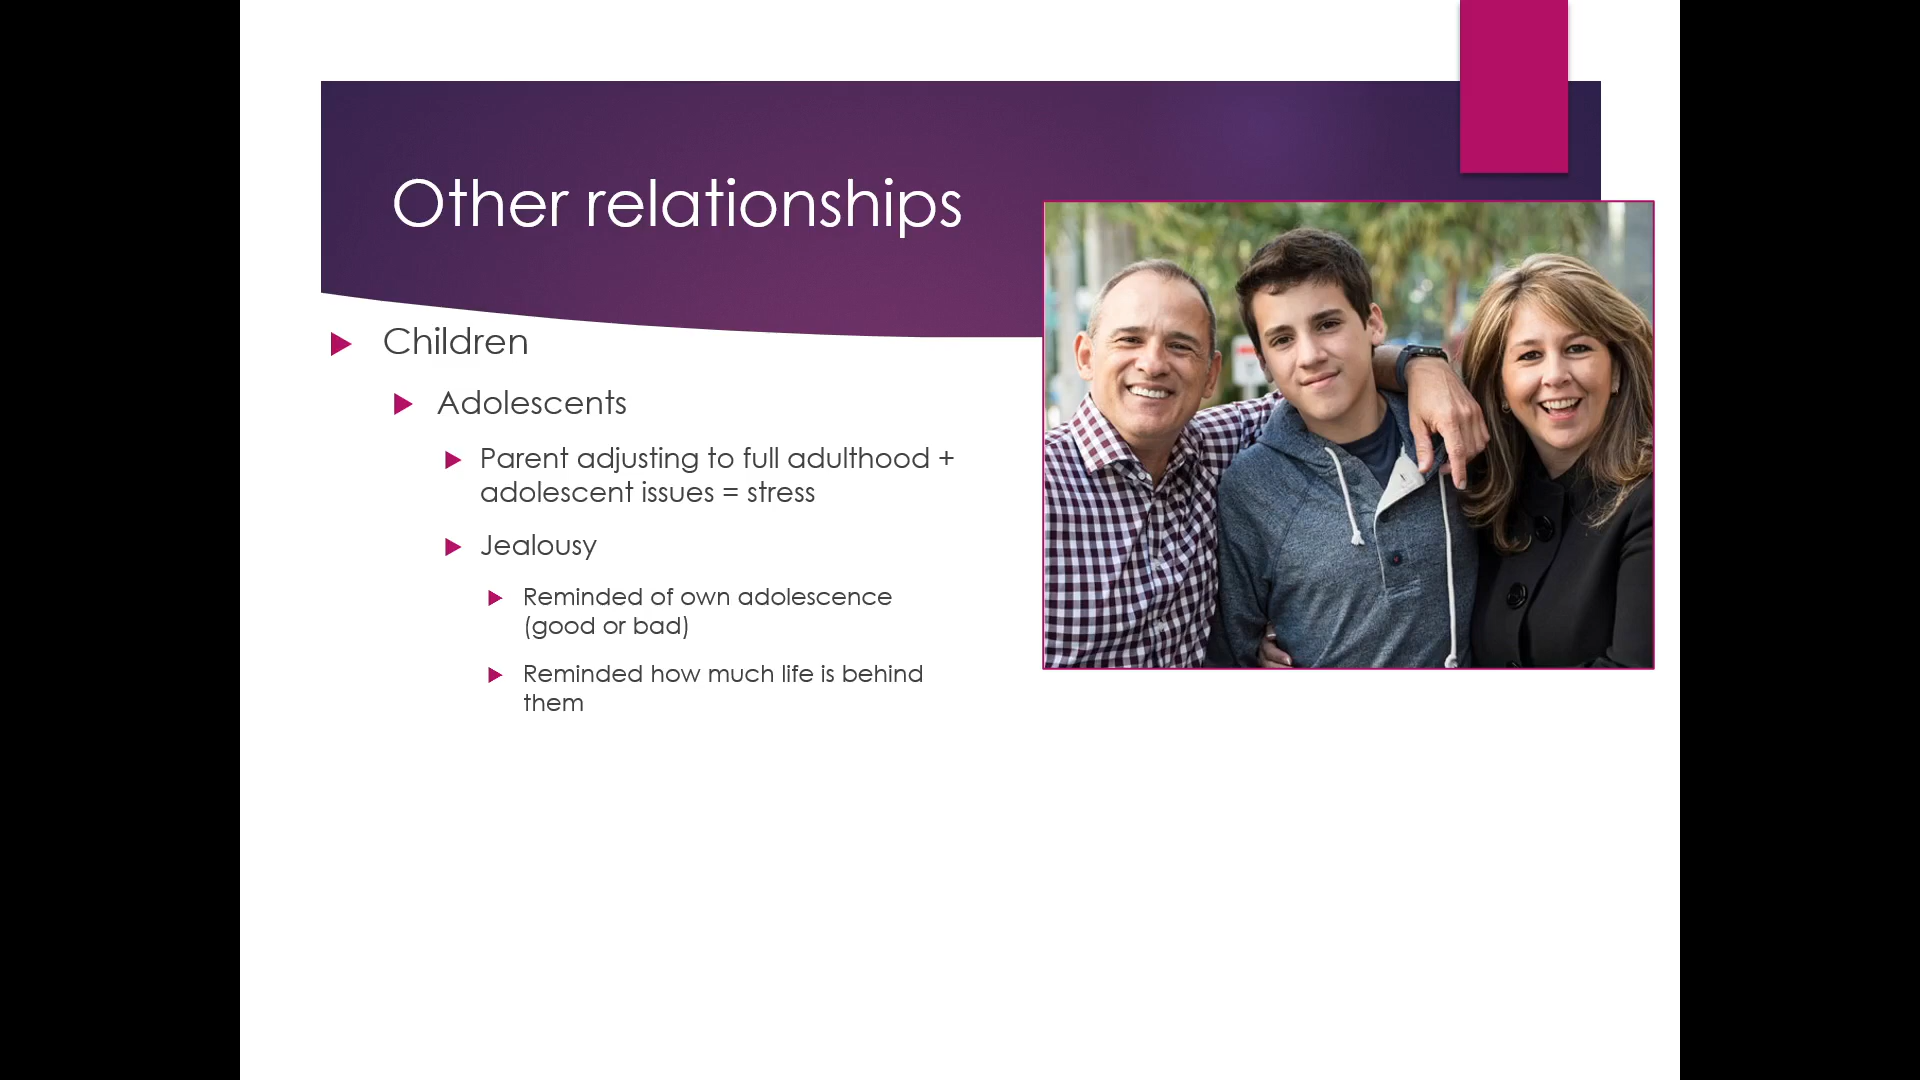 Other relationships
Children
Adolescents
Parent adjusting to full adulthood +
adolescent issues = stress
Jealousy
Reminded of own adolescence
(good or bad)
Reminded how much life is behind
them